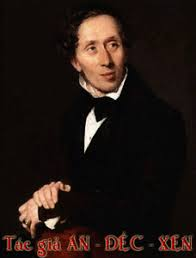 Tác giả AN - ĐÉC - XEN